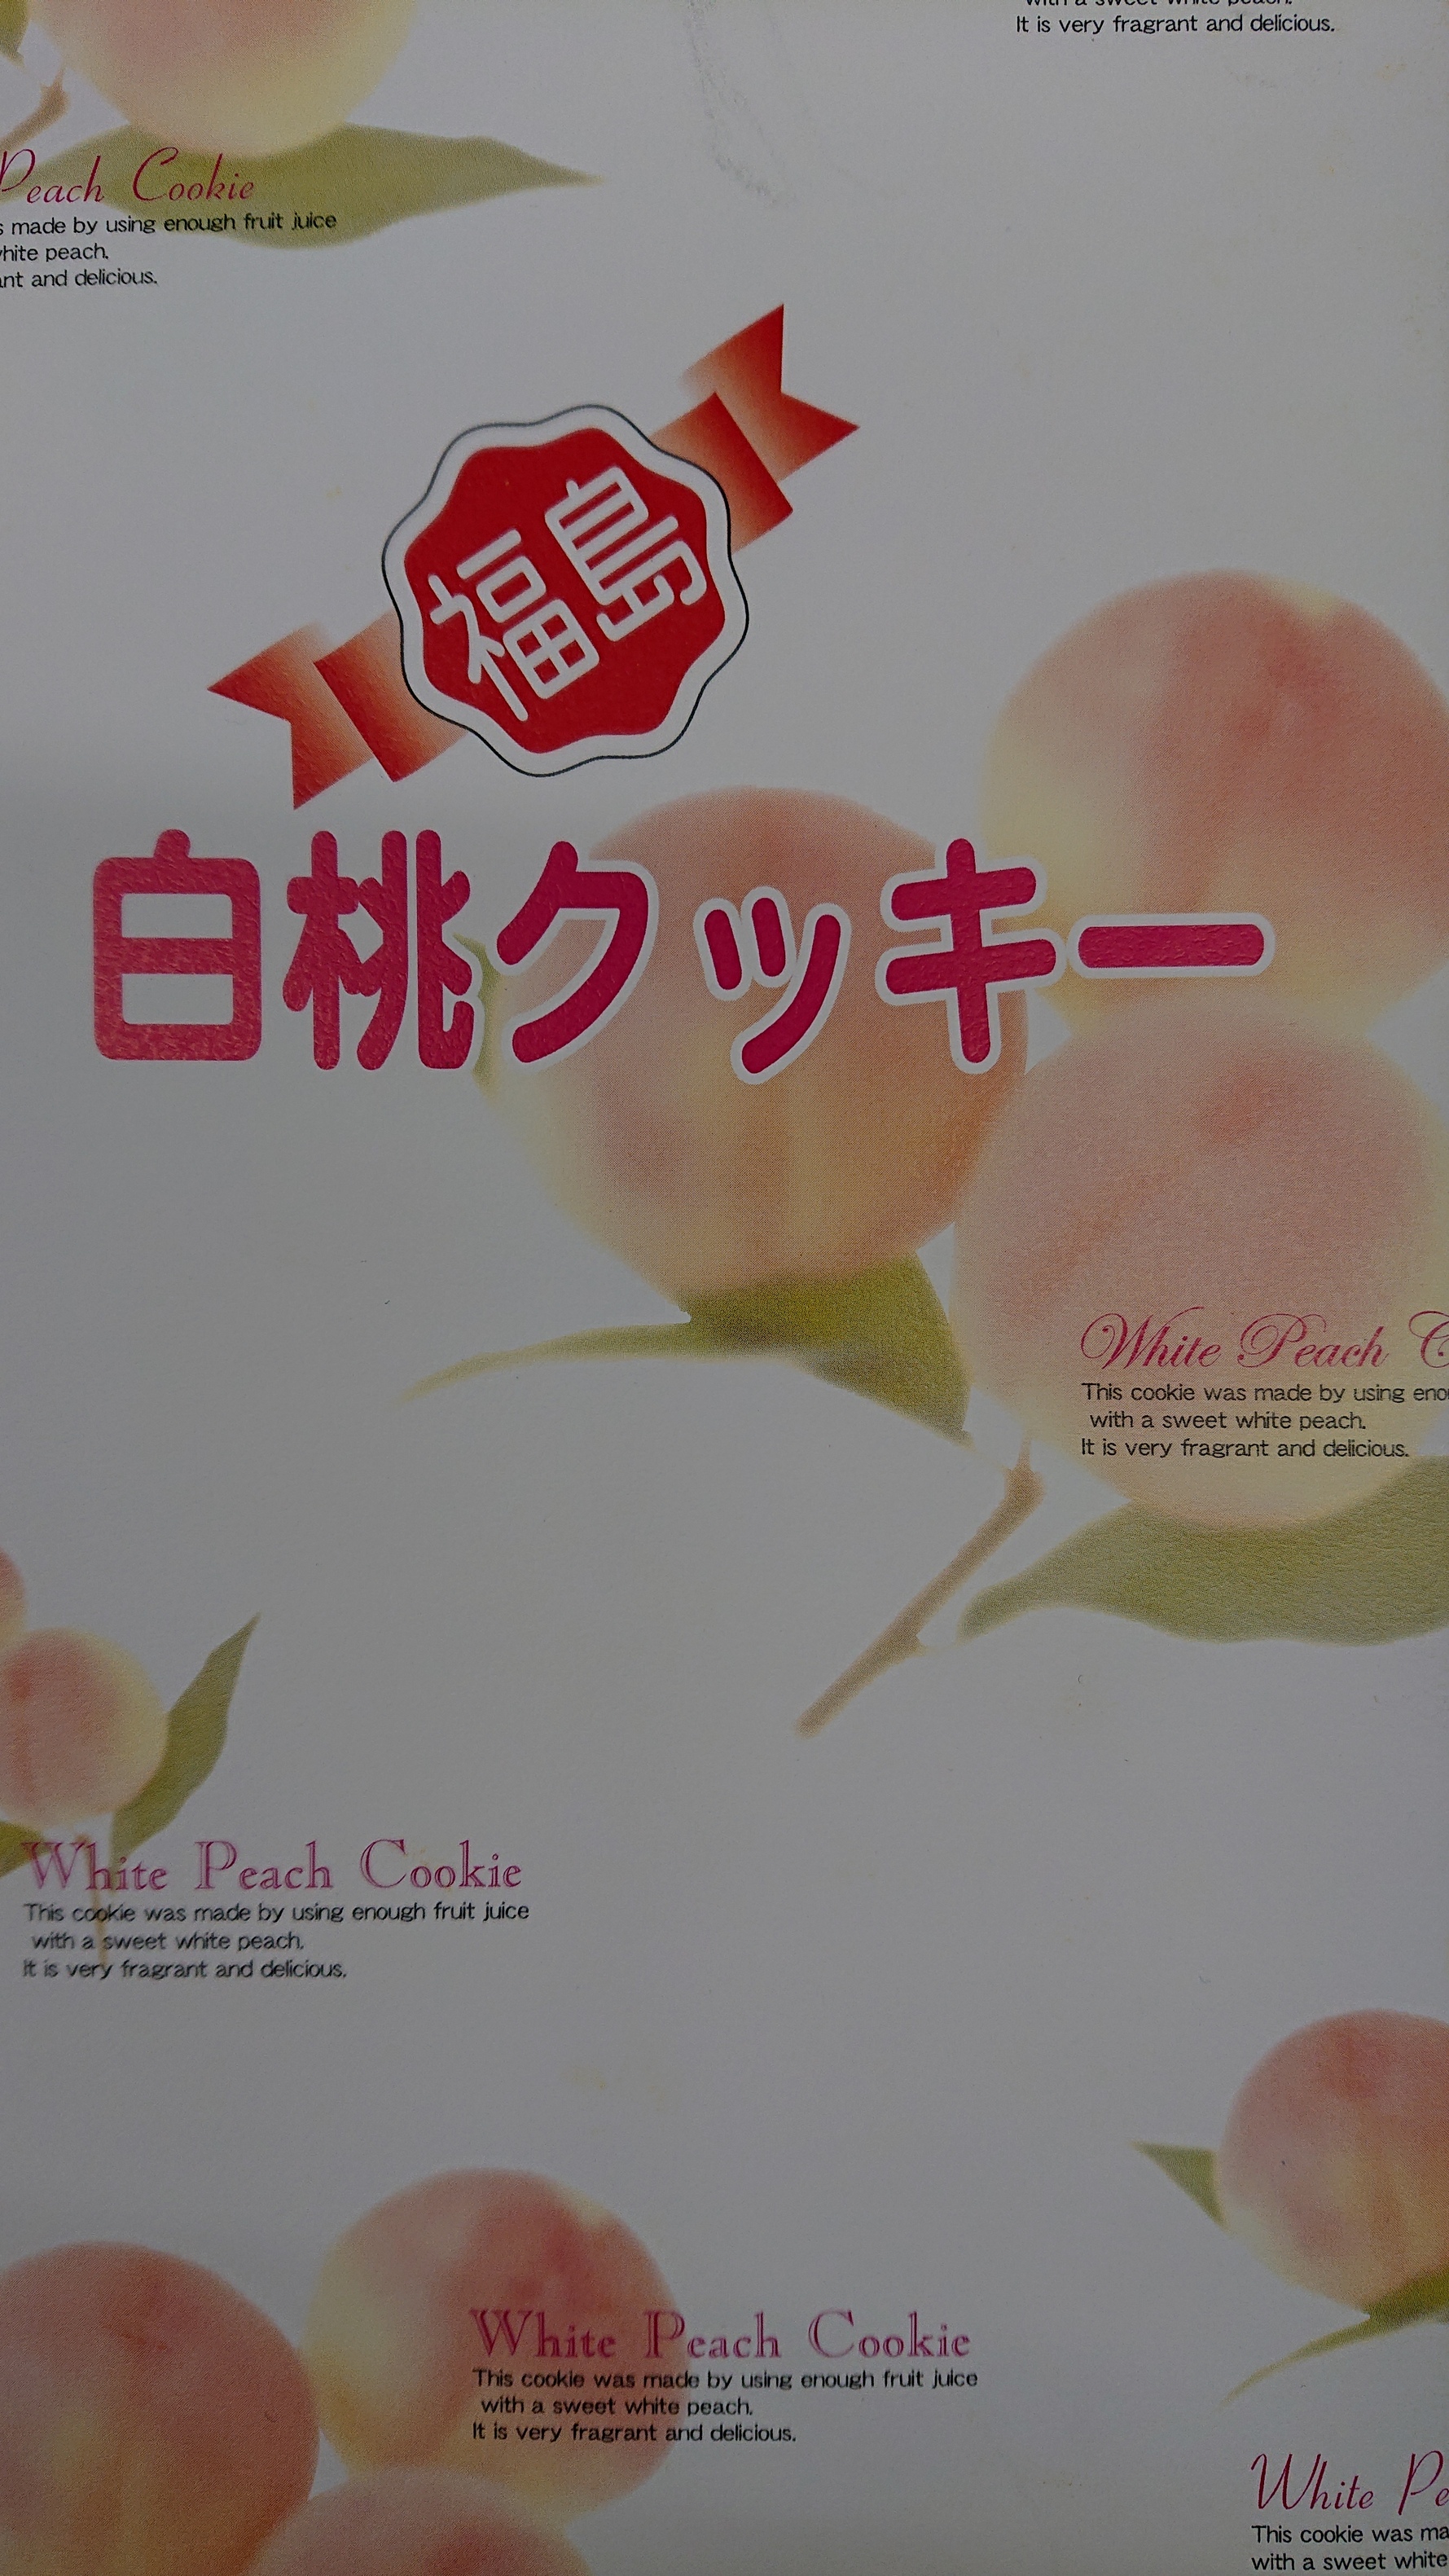 It is very fragrant and delicious.
Peach Cookie
made by using enough fruit juice
white peach.
and delicious.
福島
白桃クッキー
White Peach
This cookie was made by using
with a sweet white peach.
It is very fragrant and delicious.
White Peach Cookie
This cookie was made by using enough fruit juice
with a sweet white peach.
It is very fragrant and delicious.
White Peach Cookie
This cookie was made by using enough fruit juice
with a sweet white peach.
It is very fragrant and delicious.
White
This cookie was
with a sweet white